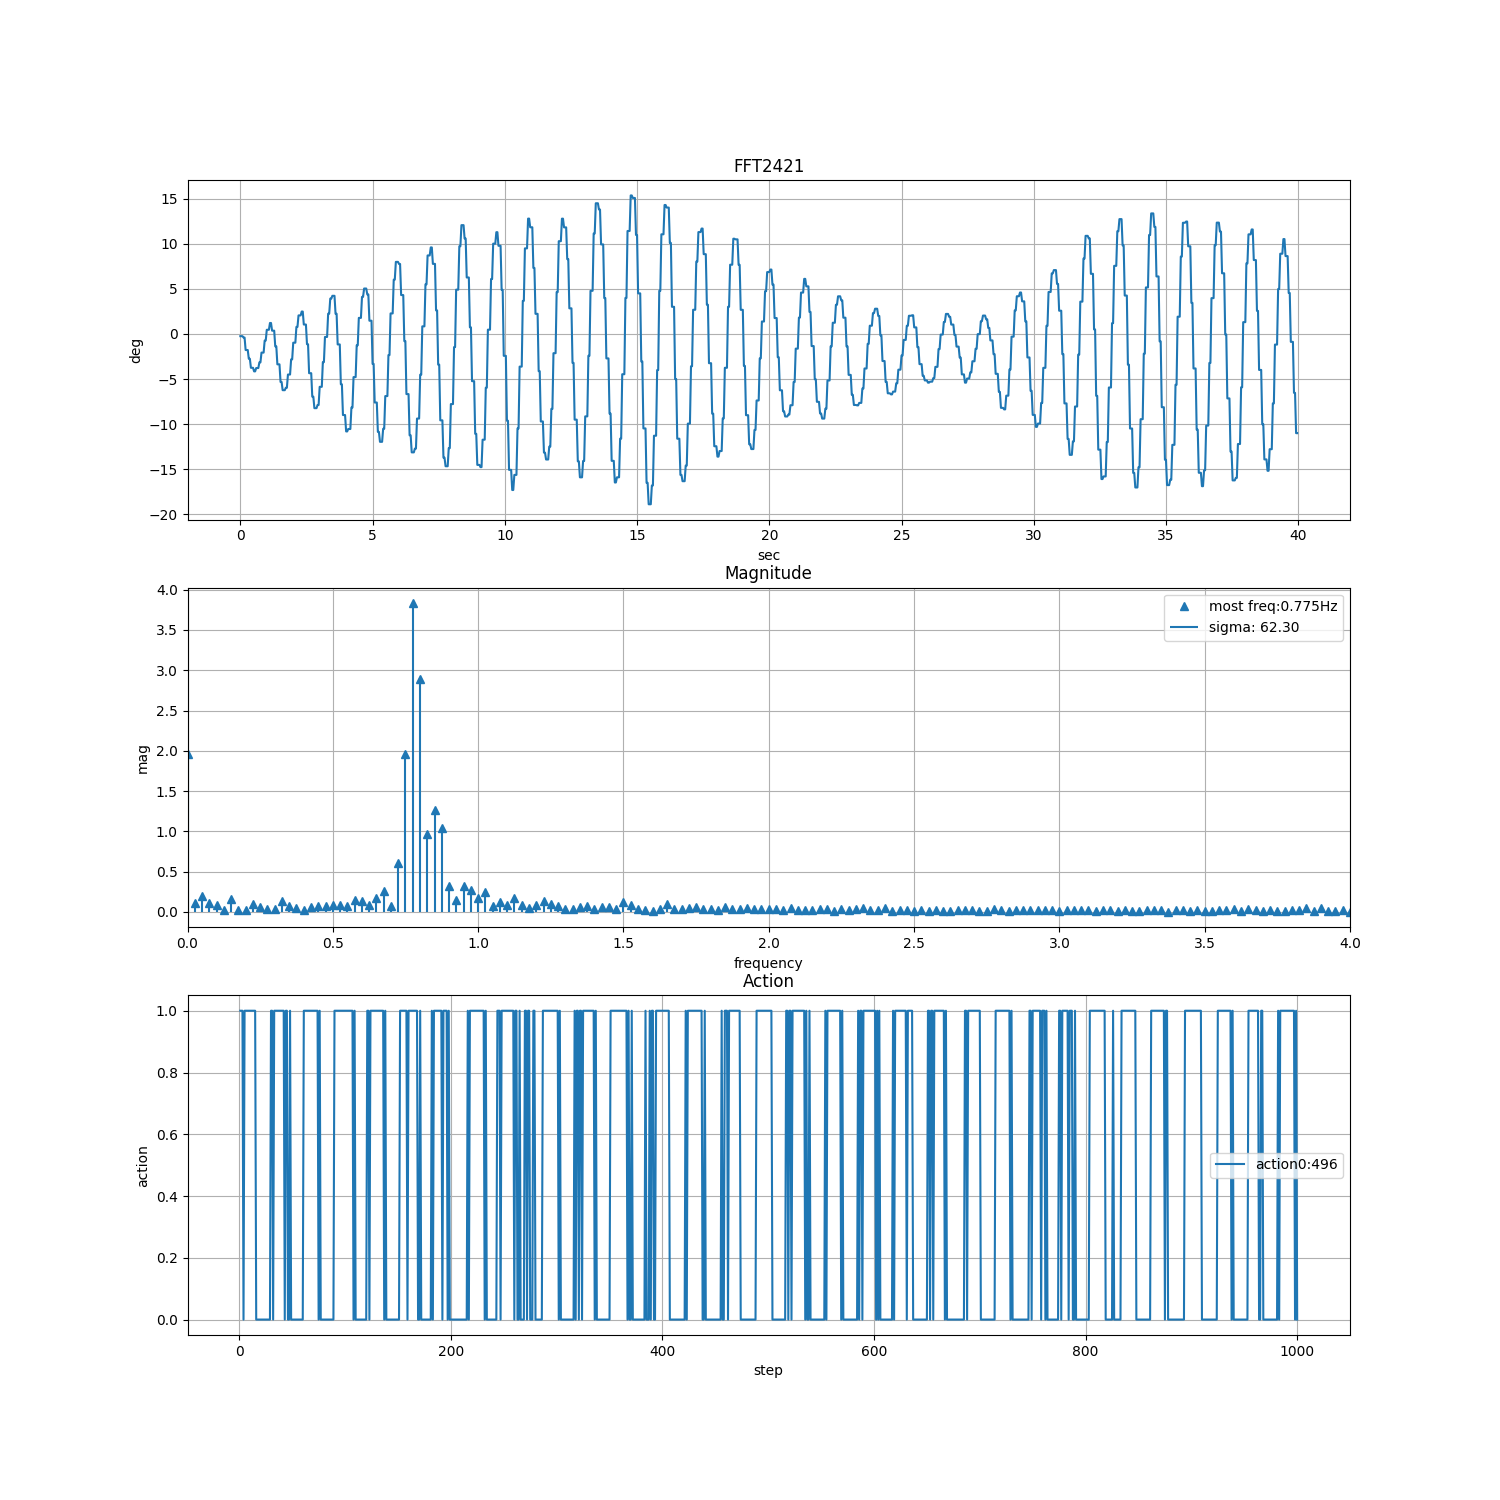 FFT2421
15
10
5
0
−5
−10
−15
−20
deg
0 5 10 15 20 25 30 35 40
sec
Magnitude
4.0
3.5
3.0
2.5
2.0
1.5
1.0
0.5
0.0
mag
most freq:0.775Hz
sigma: 62.30
0.0 0.5 1.0 1.5 2.0 2.5 3.0 3.5 4.0
frequency
Action
1.0
0.8
0.6
0.4
0.2
0.0
action
action0:496
0 200 400 600 800 1000
step